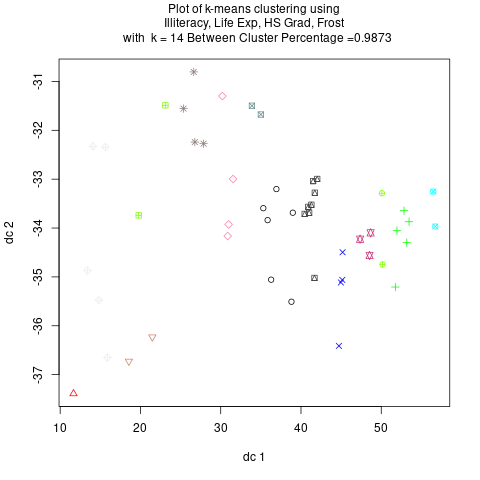 Plot of k-means clustering using
Illiteracy, Life Exp, HS Grad, Frost
with k = 14 Between Cluster Percentage =0.9873
-31
-32
-33
-34
-35
-36
-37
dc 2
10 20 30 40 50
dc 1